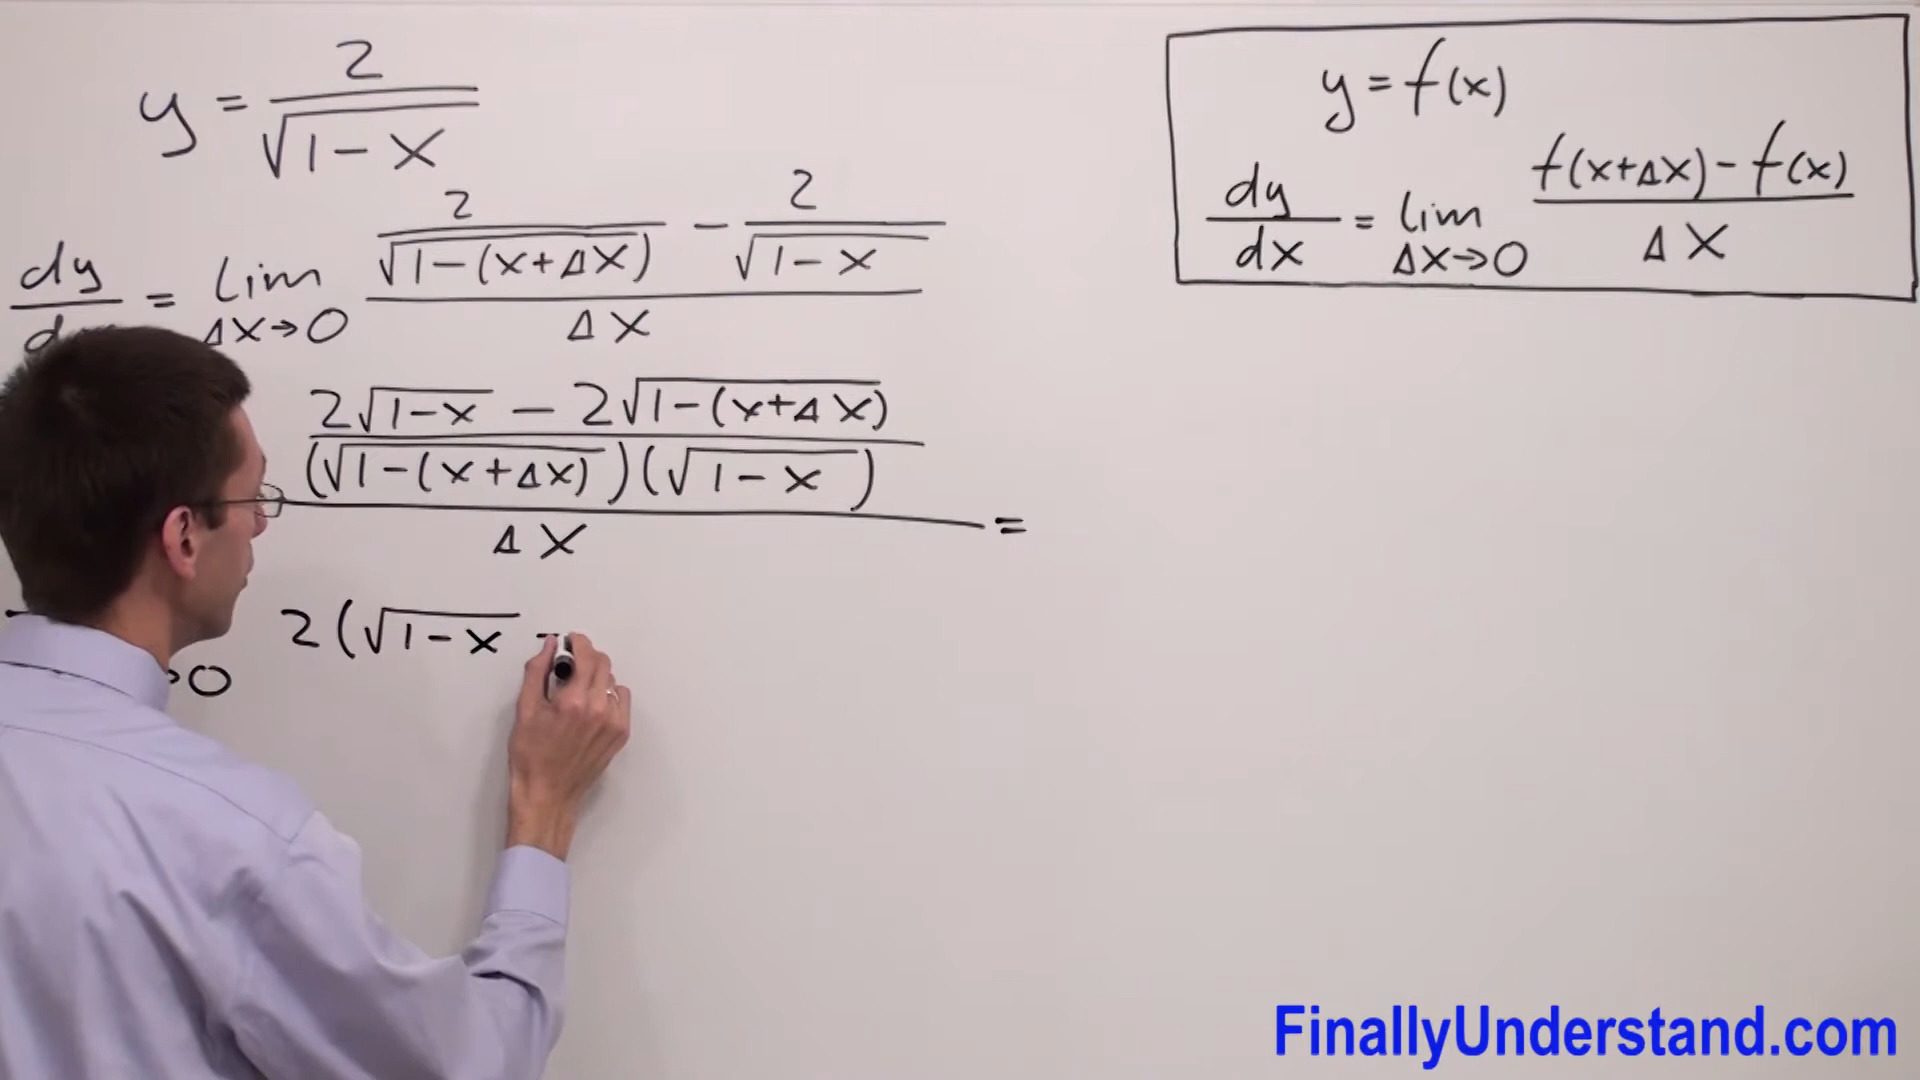 y = 2/√(1-x)
y = f(x)
dy/dx = lim Δx→0 (f(x+Δx) - f(x))/Δx
dy/d = lim Δx→0 (2/√(1-(x+Δx)) - 2/√(1-x))/Δx
((2√(1-x) - 2√(1-(x+Δx)))/((√(1-(x+Δx)))(√(1-x))))/Δx =
→0 2(√(1-x) -
FinallyUnderstand.com